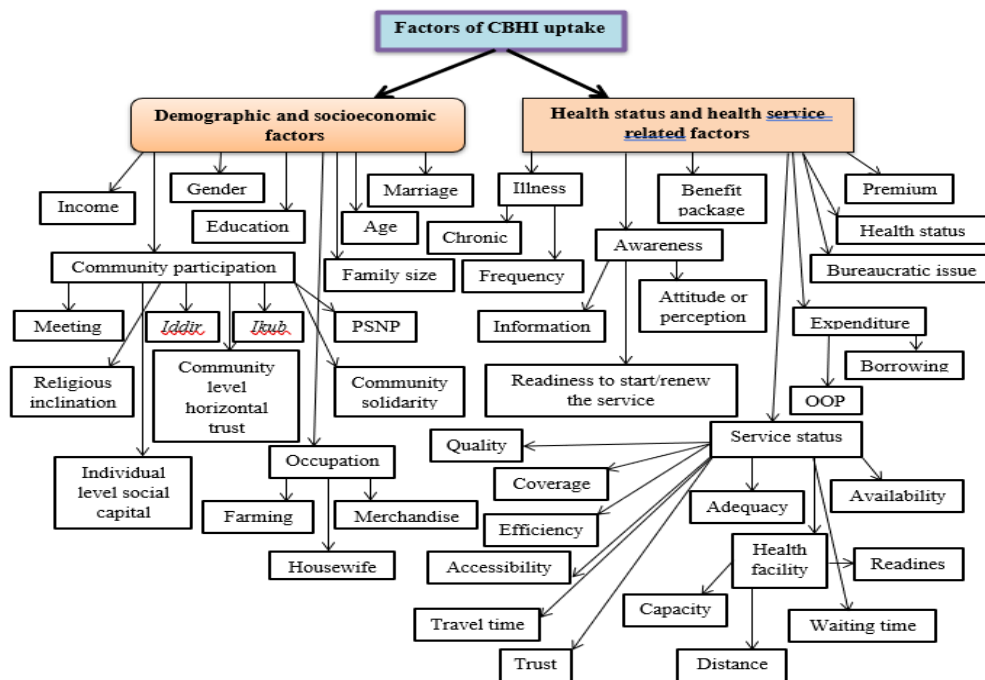 Factors of CBHI uptake
Demographic and socioeconomic
factors
Health status and health service
related factors
Income
Gender
Education
Marriage
Age
Family size
Illness
Chronic
Frequency
Benefit
package
Awareness
Premium
Health status
Bureaucratic issue
Community participation
Meeting
Iddir
Ikub
PSNP
Information
Attitude or
perception
Expenditure
Borrowing
OOP
Religious
inclination
Community
level
horizontal
trust
Community
solidarity
Readiness to start/renew
the service
Service status
Individual
level social
capital
Occupation
Farming
Merchandise
Housewife
Quality
Coverage
Efficiency
Accessibility
Travel time
Trust
Adequacy
Availability
Health
facility
Readines
Capacity
Distance
Waiting time